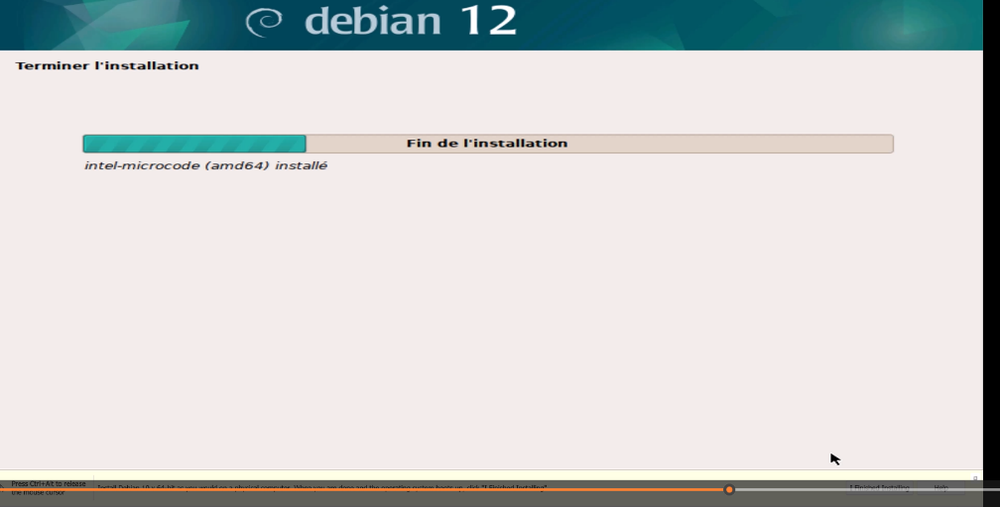 debian 12
Terminer l'installation
Fin de l'installation
intel-microcode (amd64) installé
Press Ctrl+Alt to release
the mouse cursor
Install Debian 10.x 64-bit as you would on a physical computer. When you are done and the operating system boots up, click "I Finished Installing".
I Finished Installing
Help